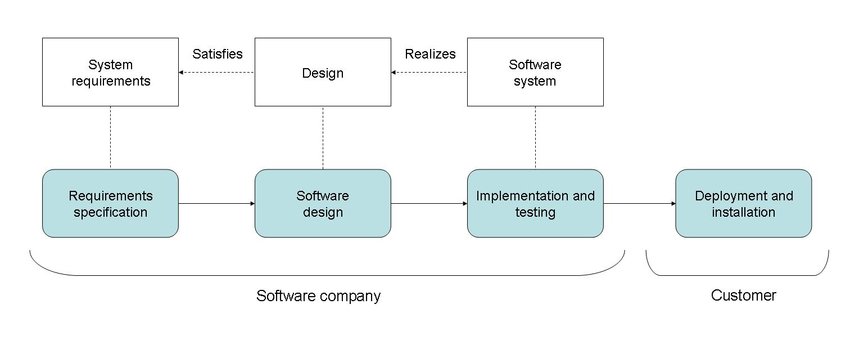 System
requirements
Satisfies
Design
Realizes
Software
system
Requirements
specification
Software
design
Implementation and
testing
Deployment and
installation
Software company
Customer